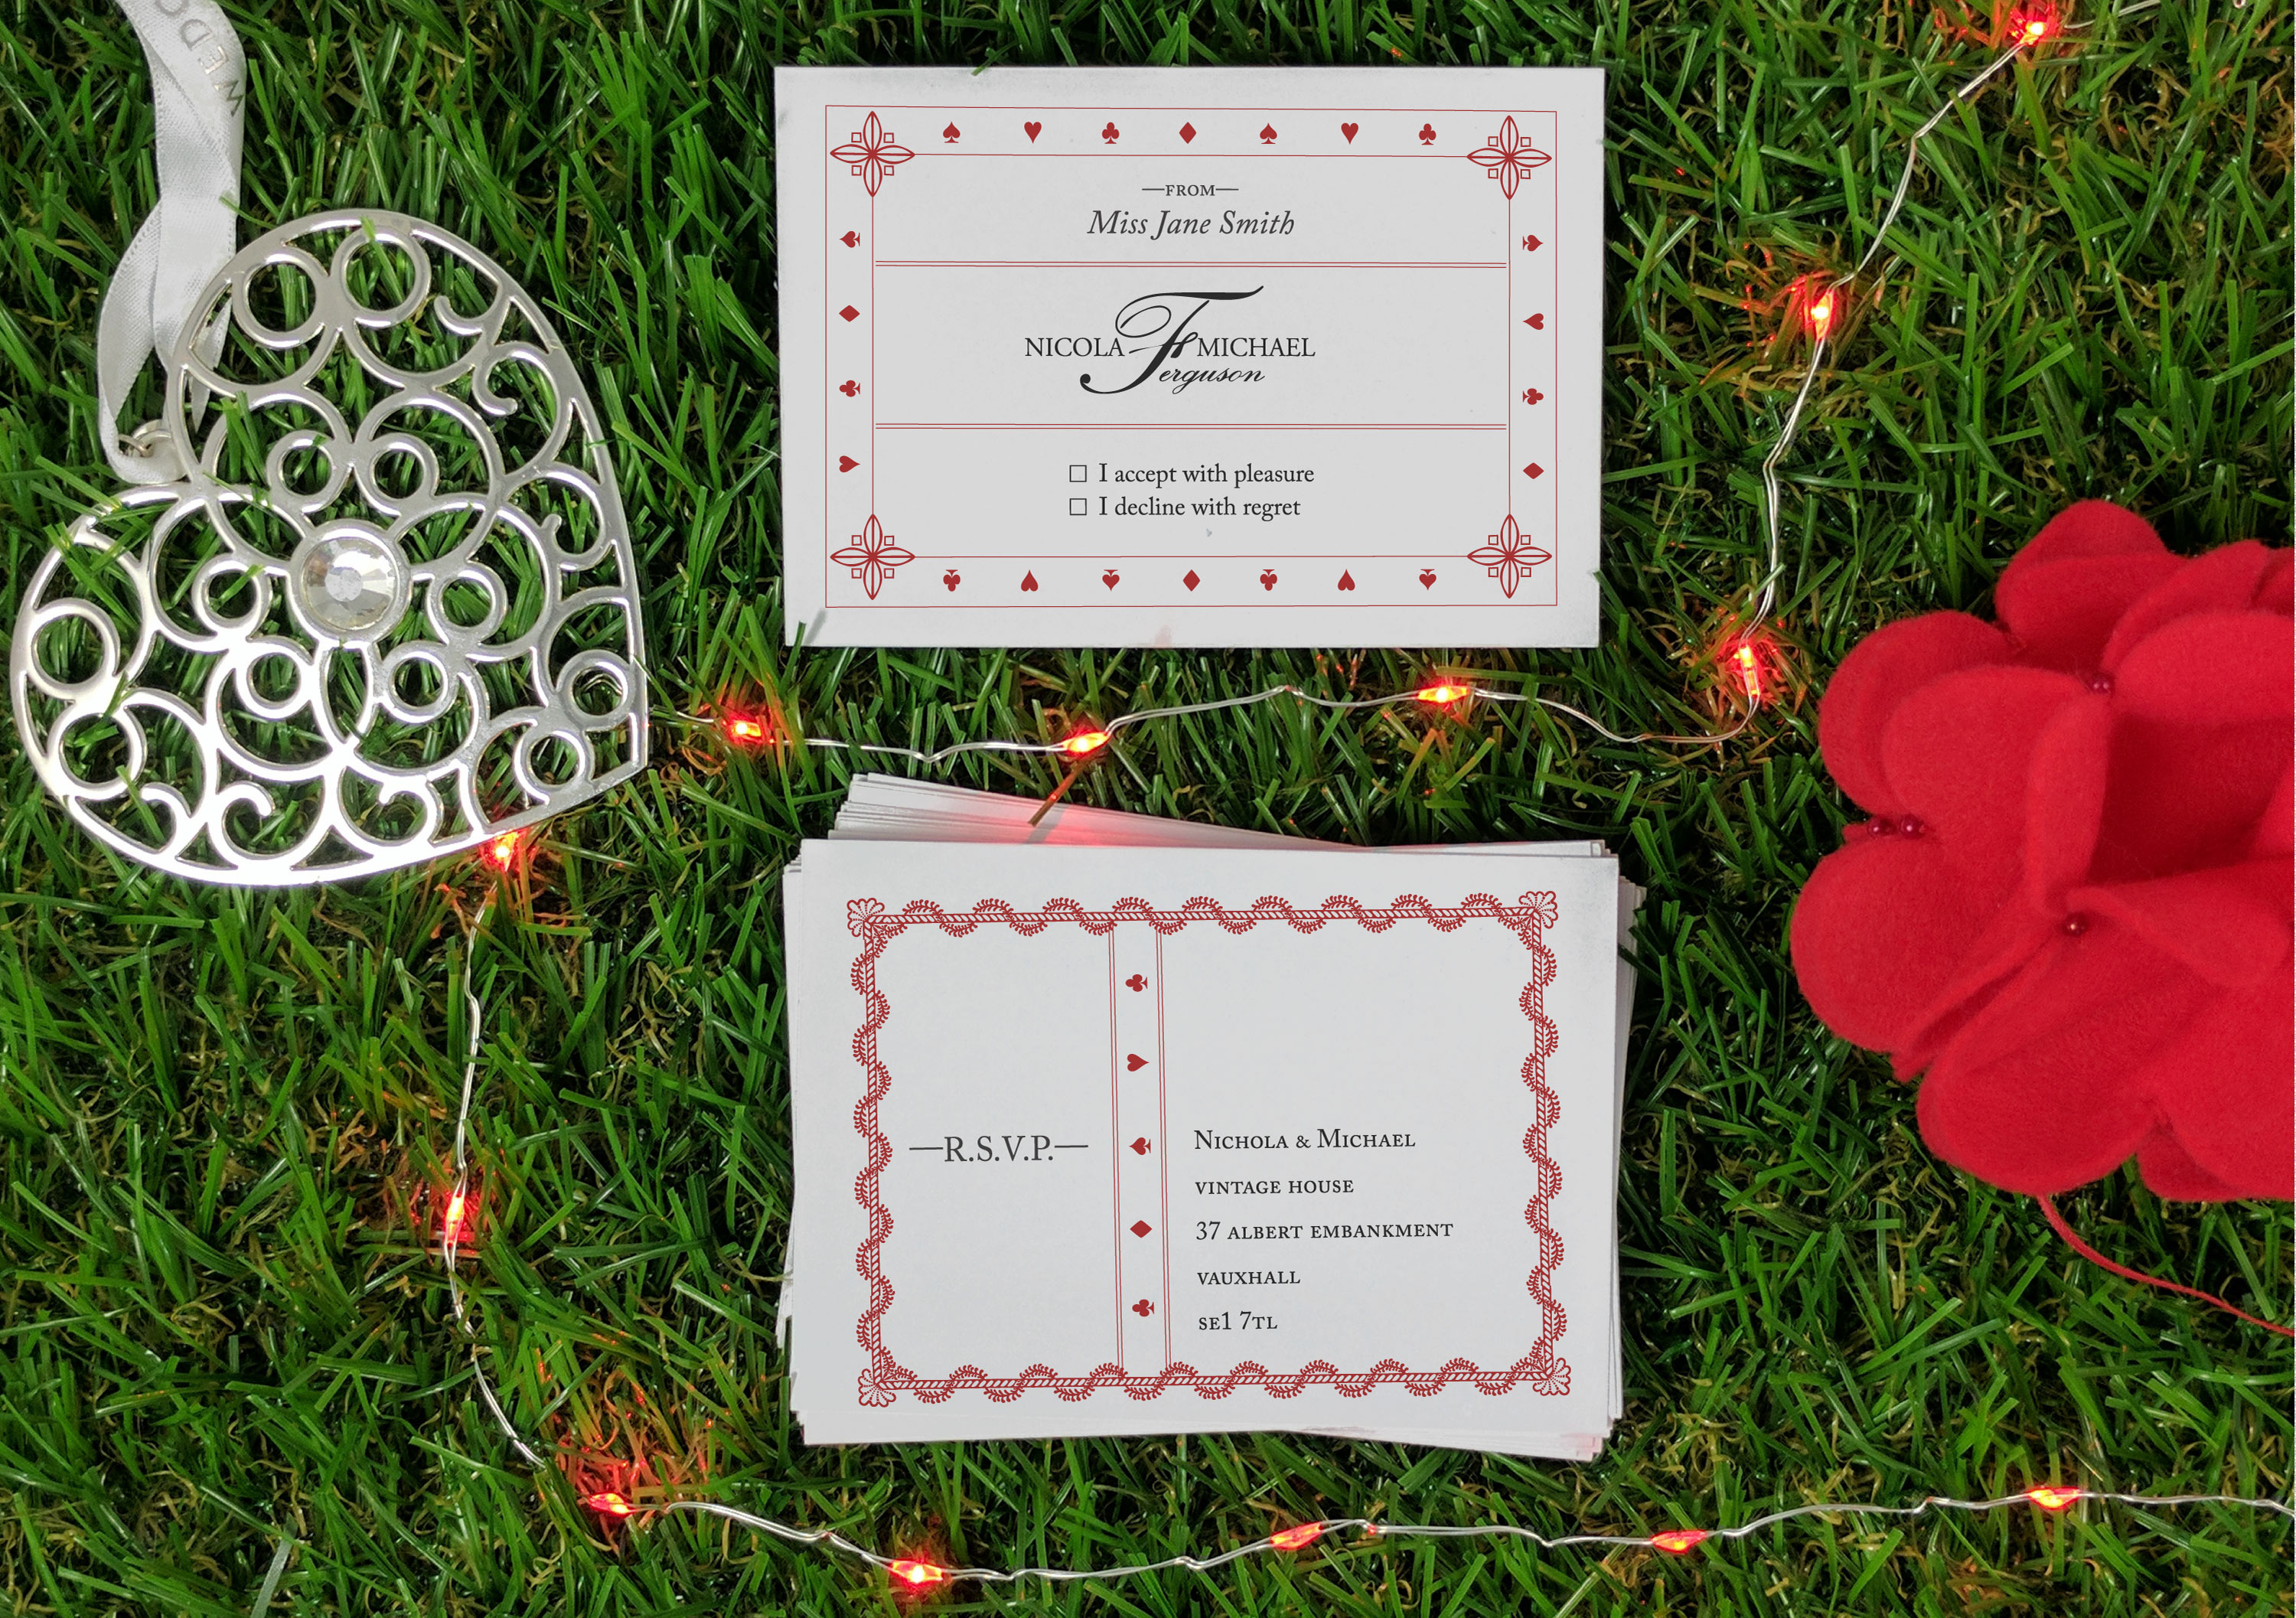 WEDDO
—FROM—
Miss Jane Smith
NICOLA F MICHAEL
Ferguson
☐ I accept with pleasure
☐ I decline with regret
—R.S.V.P.—
NICHOLA & MICHAEL
VINTAGE HOUSE
37 ALBERT EMBANKMENT
VAUXHALL
SE1 7TL